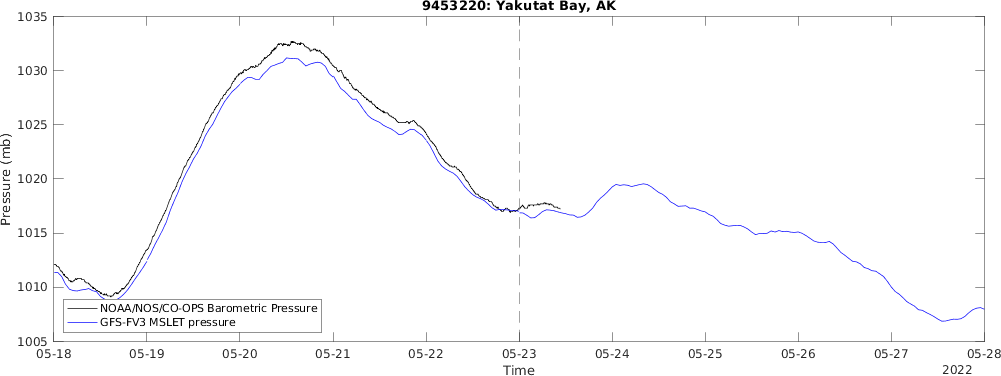 9453220: Yakutat Bay, AK
Pressure (mb)
1035
1030
1025
1020
1015
1010
1005
NOAA/NOS/CO-OPS Barometric Pressure
GFS-FV3 MSLET pressure
05-18 05-19 05-20 05-21 05-22 05-23 05-24 05-25 05-26 05-27 05-28
Time
2022